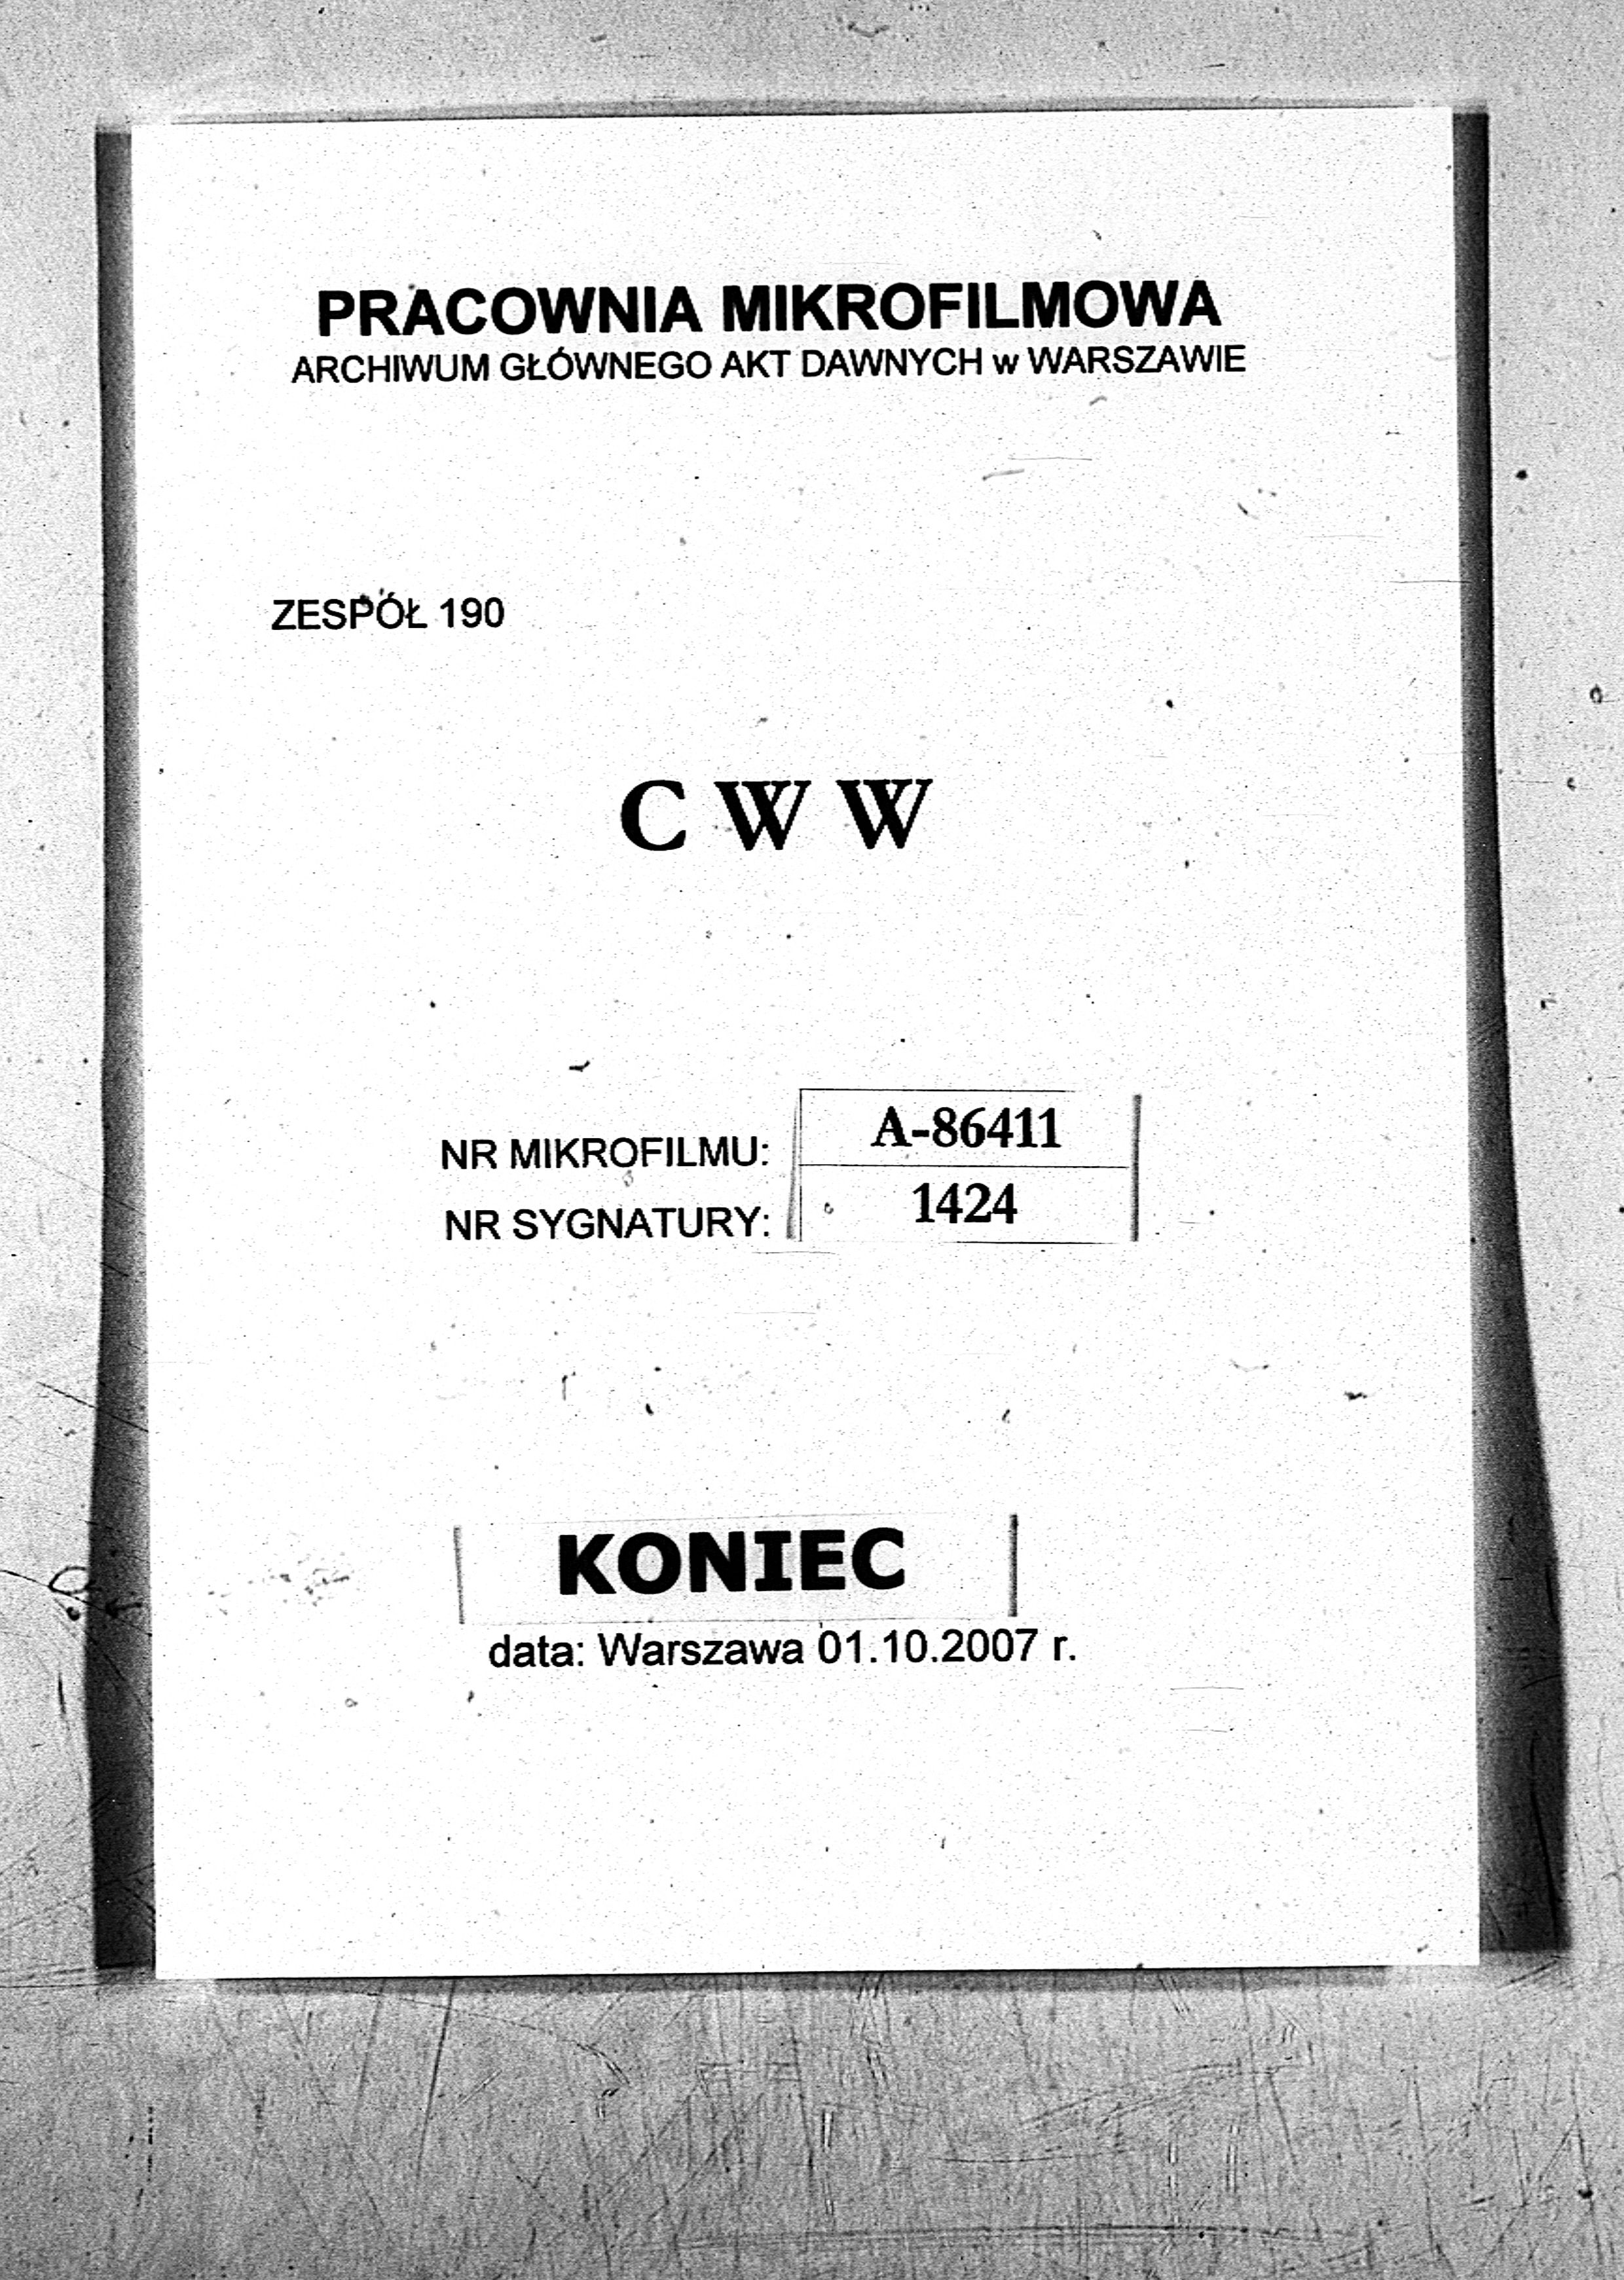 PRACOWNIA MIKROFILMOWA
ARCHIWUM GŁÓWNEGO AKT DAWNYCH w WARSZAWIE
ZESPÓŁ 190
C W W
NR MIKROFILMU: A-86411
NR SYGNATURY: 1424
KONIEC
data: Warszawa 01.10.2007 r.